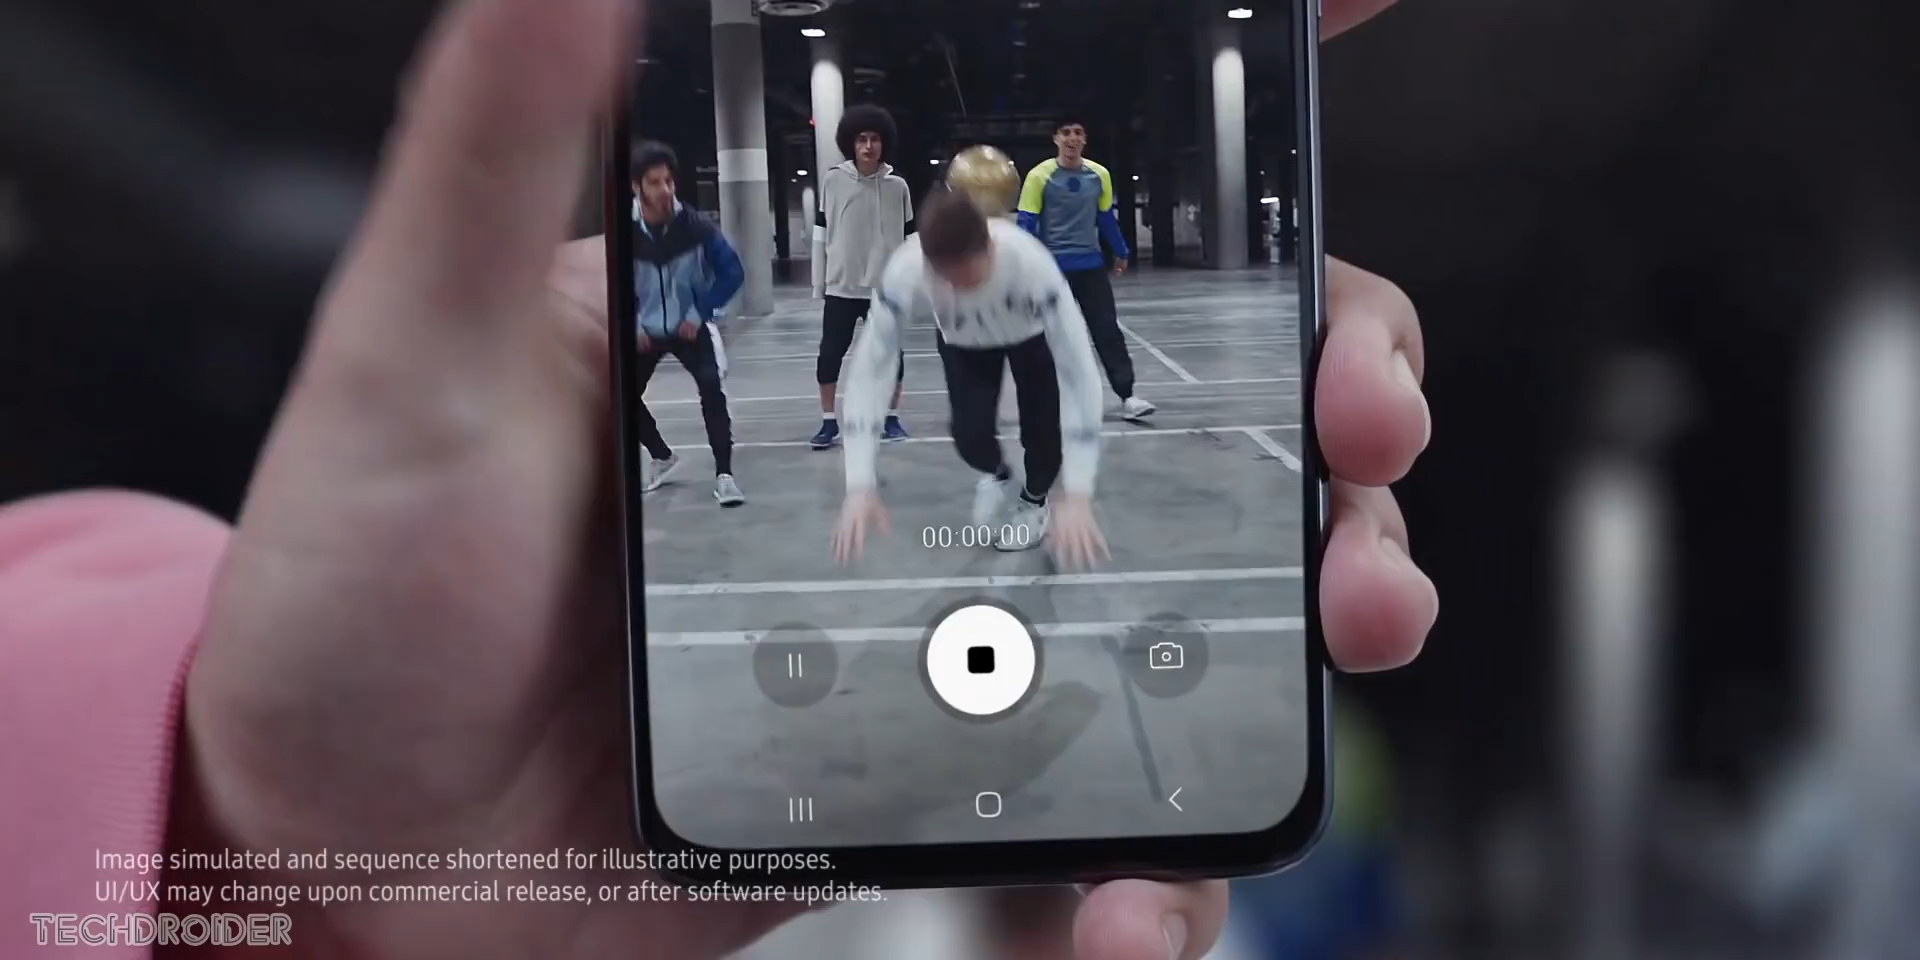 00:00:00
Image simulated and sequence shortened for illustrative purposes.
UI/UX may change upon commercial release, or after software updates.
TECHDROIDER